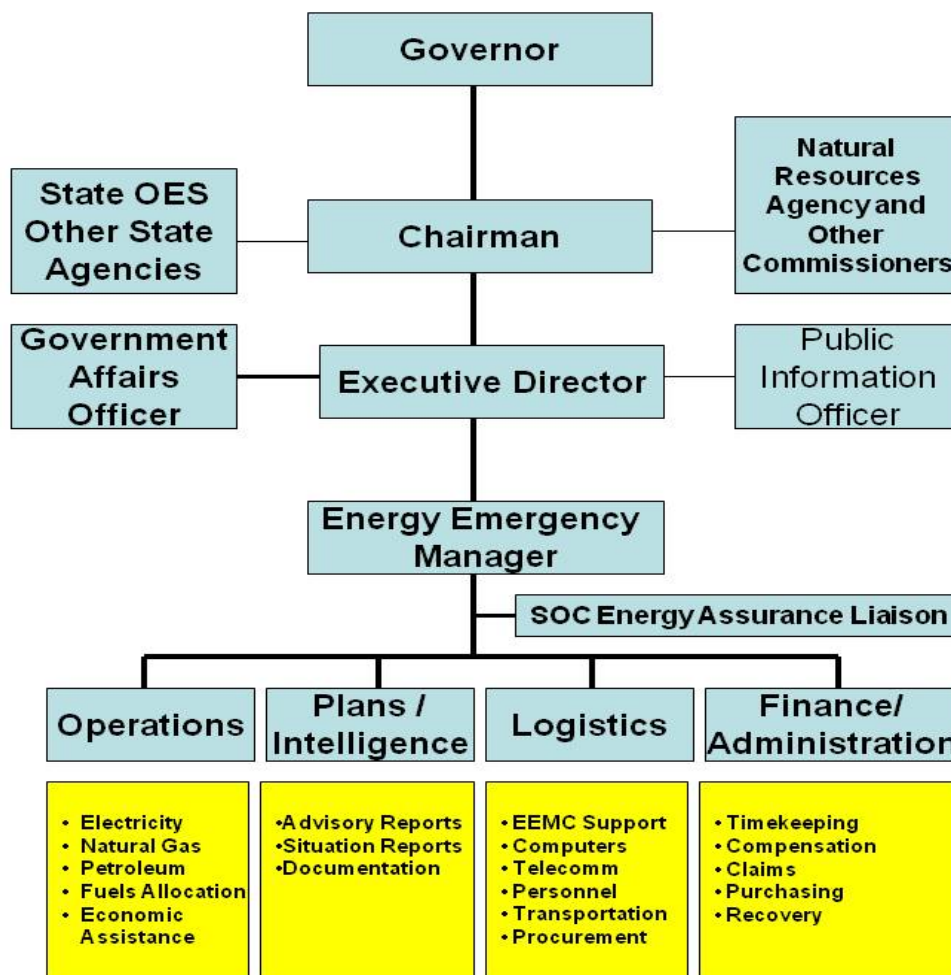 Governor
State OES
Other State
Agencies
Chairman
Natural
Resources
Agency and
Other
Commissioners
Government
Affairs
Officer
Executive Director
Public
Information
Officer
Energy Emergency
Manager
SOC Energy Assurance Liaison
Operations
Plans /
Intelligence
Logistics
Finance/
Administration
• Electricity
• Natural Gas
• Petroleum
• Fuels Allocation
• Economic
Assistance
•Advisory Reports
•Situation Reports
•Documentation
• EEMC Support
• Computers
• Telecomm
• Personnel
• Transportation
• Procurement
• Timekeeping
• Compensation
• Claims
• Purchasing
• Recovery